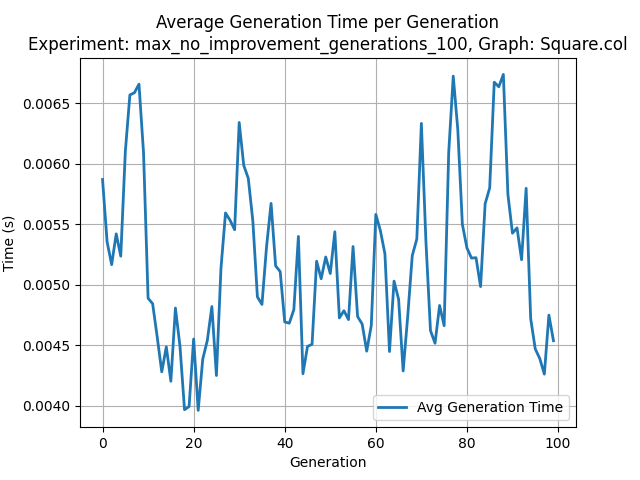 Average Generation Time per Generation
Experiment: max_no_improvement_generations_100, Graph: Square.col
Time (s)
0.0065
0.0060
0.0055
0.0050
0.0045
0.0040
Avg Generation Time
0 20 40 60 80 100
Generation